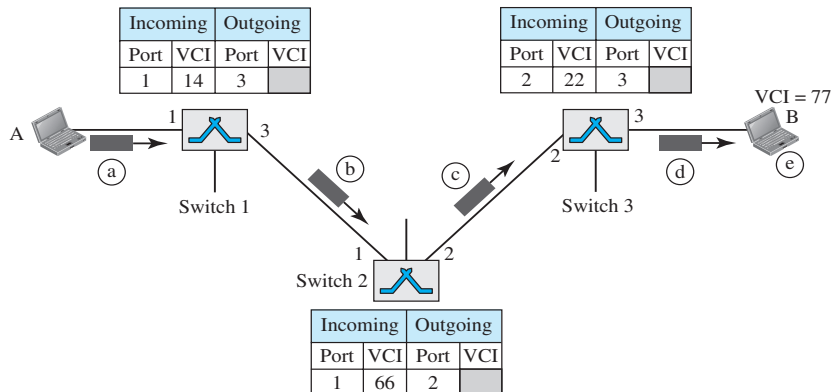 Incoming Outgoing
Port VCI Port VCI
1 14 3
Incoming Outgoing
Port VCI Port VCI
2 22 3
VCI = 77
A
1
3
3
B
a
b
c
2
d
e
Switch 1
Switch 3
1
2
Switch 2
Incoming Outgoing
Port VCI Port VCI
1 66 2